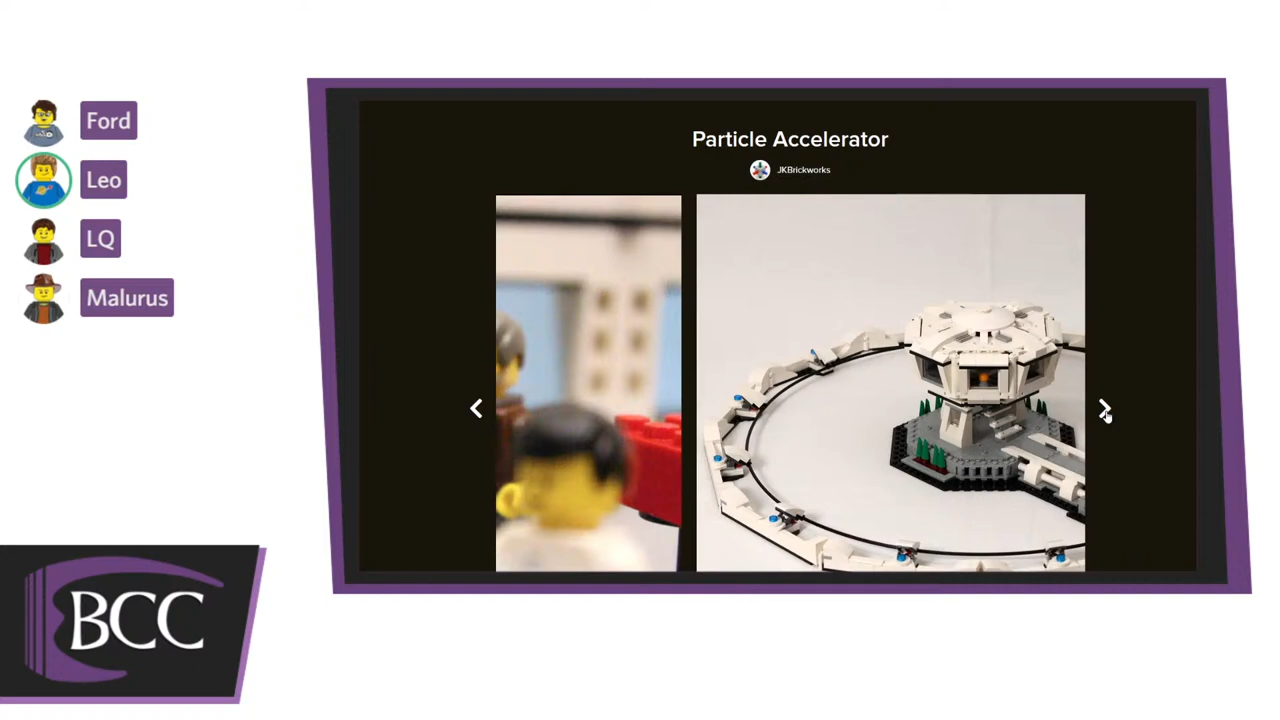 Ford
Leo
LQ
Malurus
Particle Accelerator
JKBrickworks
BCC